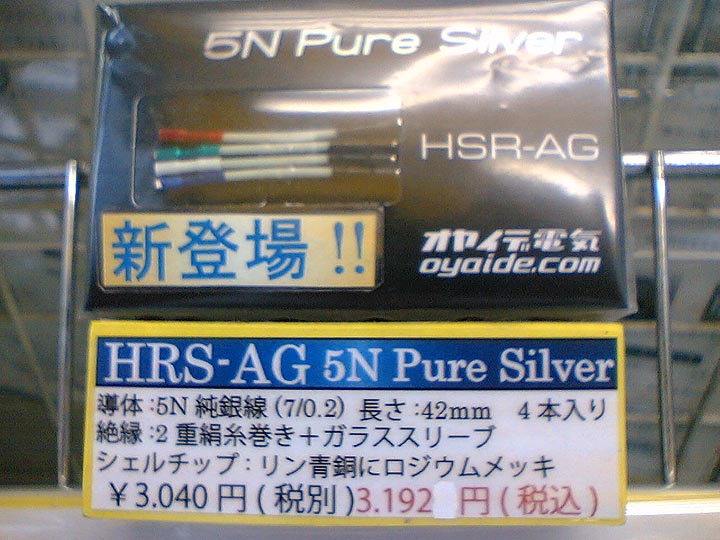 5N Pure Silver
HSR-AG
新登場!!
オヤイデ電気
oyaide.com
HRS-AG 5N Pure Silver
導体:5N 純銀線(7/0.2) 長さ:42mm 4本入り
絶縁:2重絹糸巻き+ガラススリーブ
シェルチップ:リン青銅にロジウムメッキ
¥3.040円(税別)3.192円(税込)